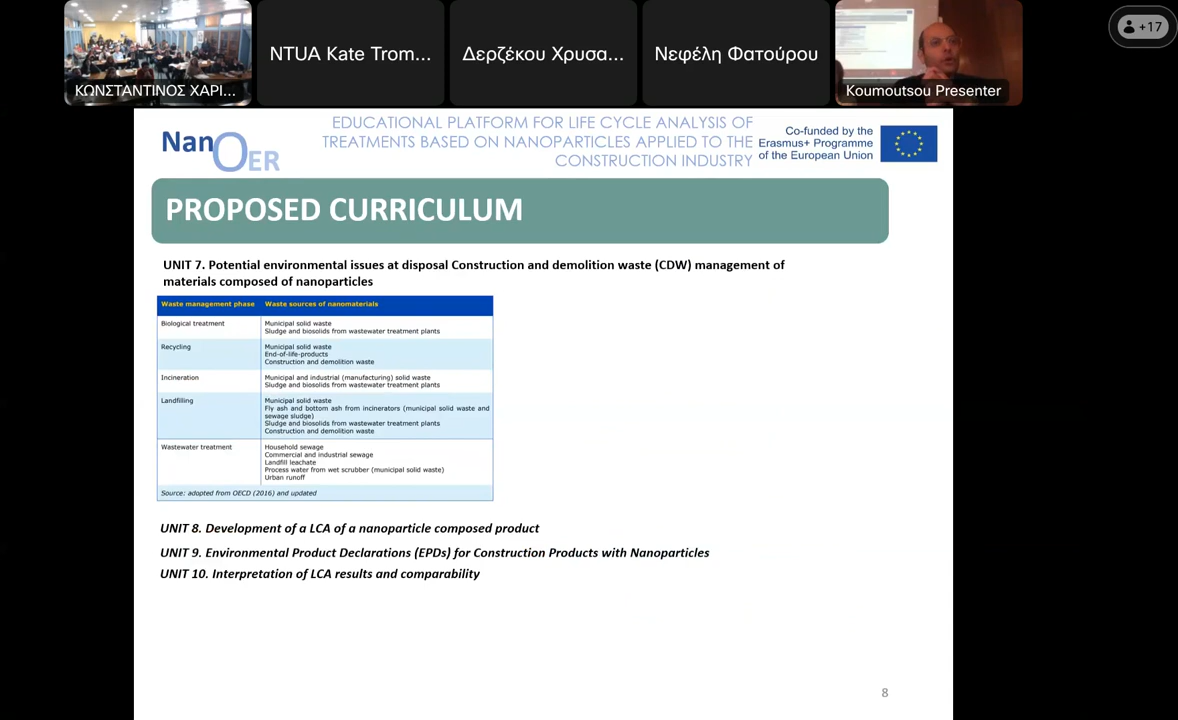 ΚΩΝΣΤΑΝΤΙΝΟΣ ΧΑΡΙ...
NTUA Kate Trom...
Δερζέκου Χρυσα...
Νεφέλη Φατούρου
Koumoutsou Presenter
+17
NanOER
EDUCATIONAL PLATFORM FOR LIFE CYCLE ANALYSIS OF
TREATMENTS BASED ON NANOPARTICLES APPLIED TO THE
CONSTRUCTION INDUSTRY
Co-funded by the
Erasmus+ Programme
of the European Union
PROPOSED CURRICULUM
UNIT 7. Potential environmental issues at disposal Construction and demolition waste (CDW) management of
materials composed of nanoparticles
Waste management phase Waste sources of nanomaterials
Biological treatment Municipal solid waste
Sludge and biosolids from wastewater treatment plants
Recycling Municipal solid waste
End-of-life-products
Construction and demolition waste
Incineration Municipal and industrial (manufacturing) solid waste
Sludge and biosolids from wastewater treatment plants
Landfilling Municipal solid waste
Fly ash and bottom ash from incinerators (municipal solid waste and
sewage sludge)
Sludge and biosolids from wastewater treatment plants
Construction and demolition waste
Wastewater treatment Household sewage
Commercial and industrial sewage
Landfill leachate
Process water from wet scrubber (municipal solid waste)
Urban runoff
Source: adopted from OECD (2016) and updated
UNIT 8. Development of a LCA of a nanoparticle composed product
UNIT 9. Environmental Product Declarations (EPDs) for Construction Products with Nanoparticles
UNIT 10. Interpretation of LCA results and comparability
8